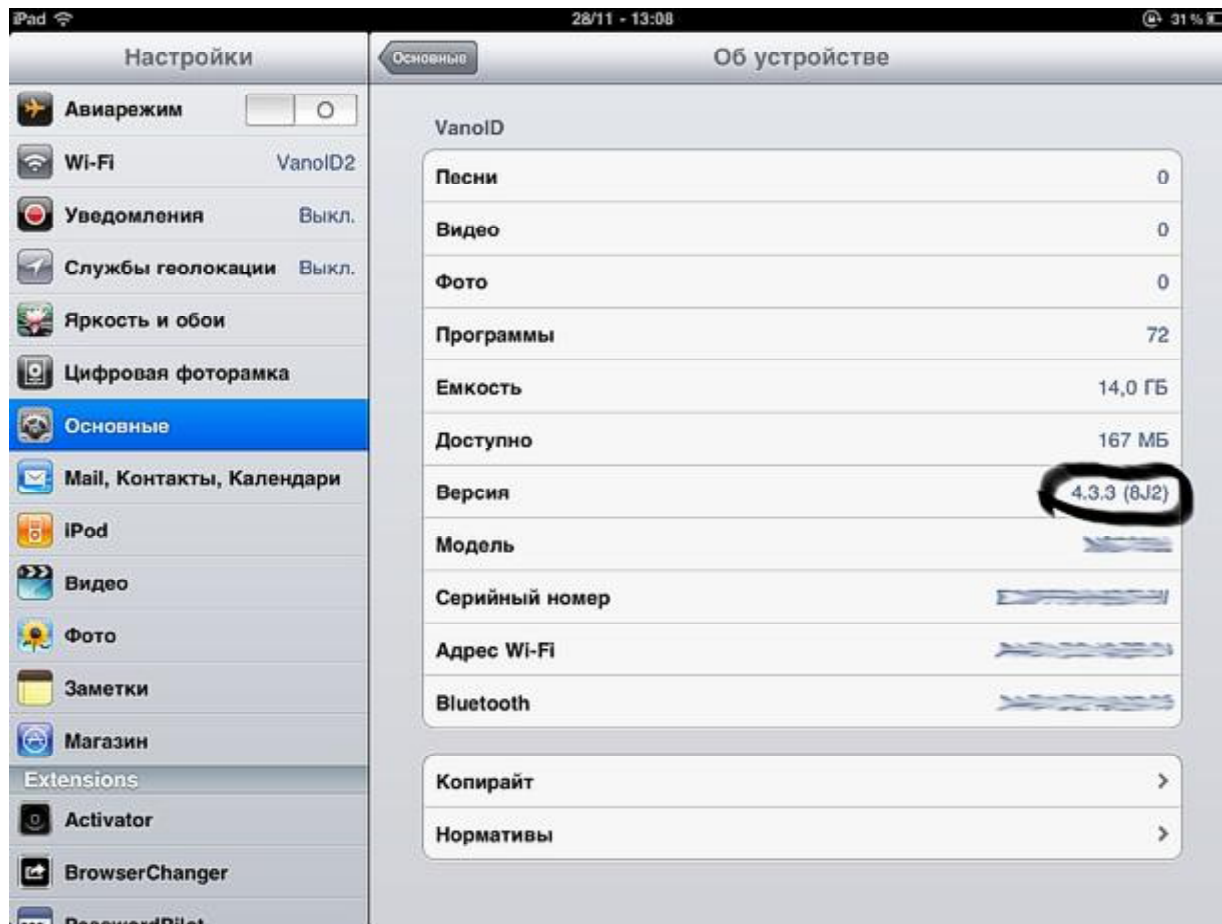 iPad 28/11 - 13:08 31 %
Настройки
Авиарежим
Wi-Fi VanoID2
Уведомления Выкл.
Службы геолокации Выкл.
Яркость и обои
Цифровая фоторамка
Основные
Mail, Контакты, Календари
iPod
Видео
Фото
Заметки
Магазин
Extensions
Activator
BrowserChanger
PasswordPilot
Основные Об устройстве
VanoID
Песни 0
Видео 0
Фото 0
Программы 72
Емкость 14,0 ГБ
Доступно 167 МБ
Версия 4.3.3 (8J2)
Модель
Серийный номер
Адрес Wi-Fi
Bluetooth
Копирайт
Нормативы